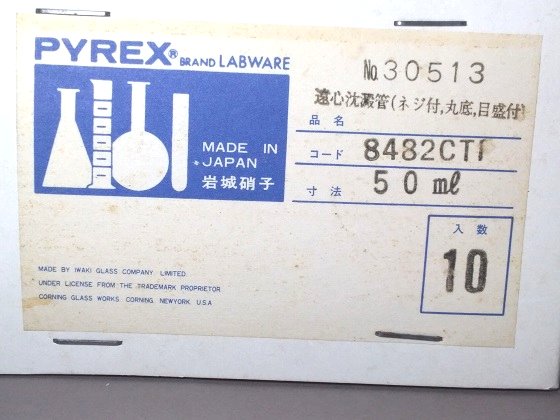 PYREX® BRAND LABWARE
MADE IN
JAPAN
岩城硝子
No.30513
遠心沈澱管(ネジ付,丸底,目盛付)
品名
コード 8482CTF
寸法 50ml
入数
10
MADE BY IWAKI GLASS COMPANY LIMITED.
UNDER LICENSE FROM THE TRADEMARK PROPRIETOR
CORNING GLASS WORKS. CORNING. NEWYORK. U.S.A